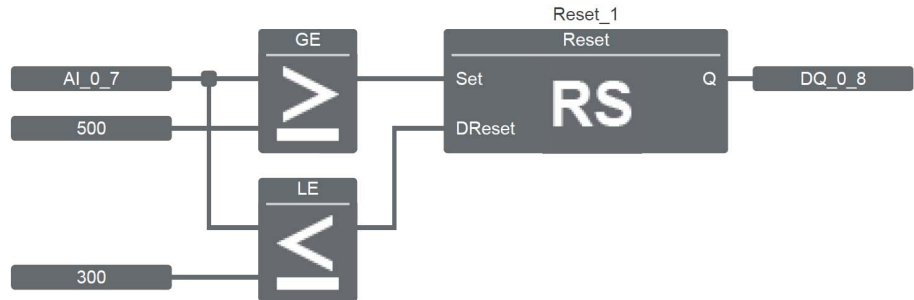 Reset_1
GE
Reset
AI_0_7
Set
Q
DQ_0_8
RS
500
DReset
LE
300